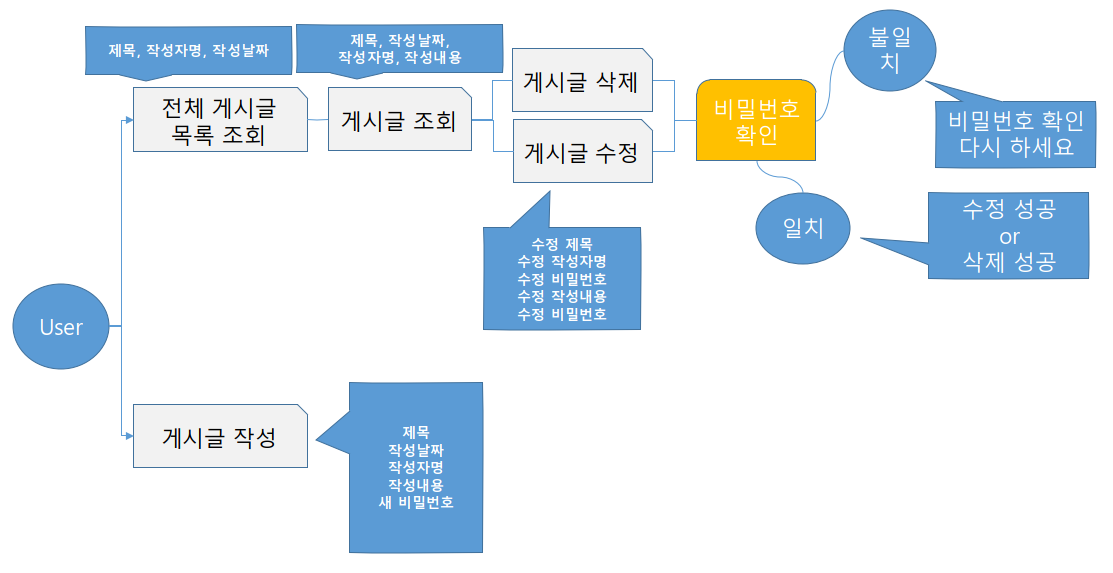 제목, 작성자명, 작성날짜
제목, 작성날짜,
작성자명, 작성내용
전체 게시글
목록 조회
게시글 조회
게시글 삭제
게시글 수정
비밀번호
확인
불일
치
비밀번호 확인
다시 하세요
일치
수정 성공
or
삭제 성공
수정 제목
수정 작성자명
수정 비밀번호
수정 작성내용
수정 비밀번호
User
게시글 작성
제목
작성날짜
작성자명
작성내용
새 비밀번호